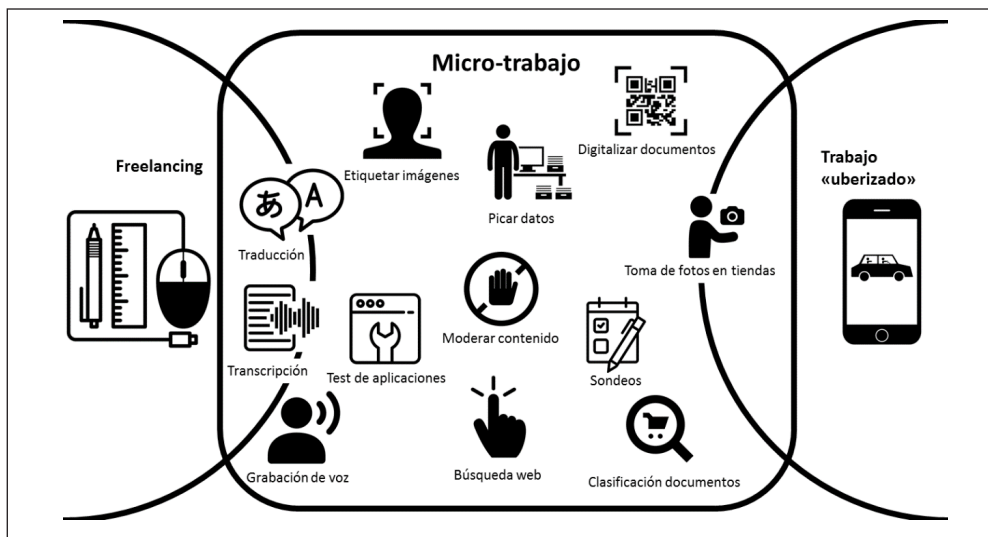 Micro-trabajo
Freelancing
Etiquetar imágenes
Picar datos
Digitalizar documentos
Trabajo
«uberizado»
あ A
Traducción
Toma de fotos en tiendas
Transcripción
Test de aplicaciones
Moderar contenido
Sondeos
Grabación de voz
Búsqueda web
Clasificación documentos